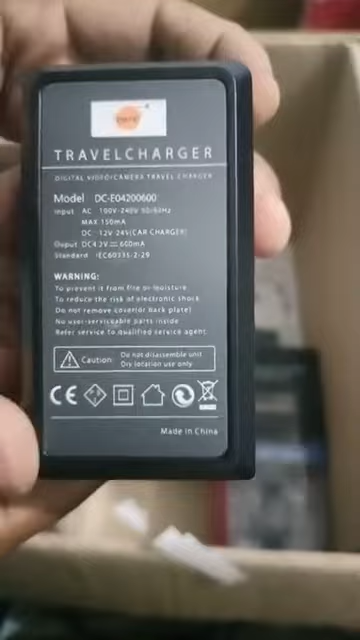 TRAVELCHARGER
DIGITAL VIDEO/CAMERA TRAVEL CHARGER
Model DC-E04200600
Input AC 100V-240V 50/60Hz
MAX 150mA
DC 12V-24V(CAR CHARGER)
Ouput DC4.2V 600mA
Standard IEC60335-2-29
WARNING:
To prevent it from fire or moisture
To reduce the risk of electronic shock
Do not remove cover(or Back plate)
No user-serviceable parts inside
Refer service to qualified service agent
Caution: Do not disassemble unit
Dry location use only
CE
Made in China